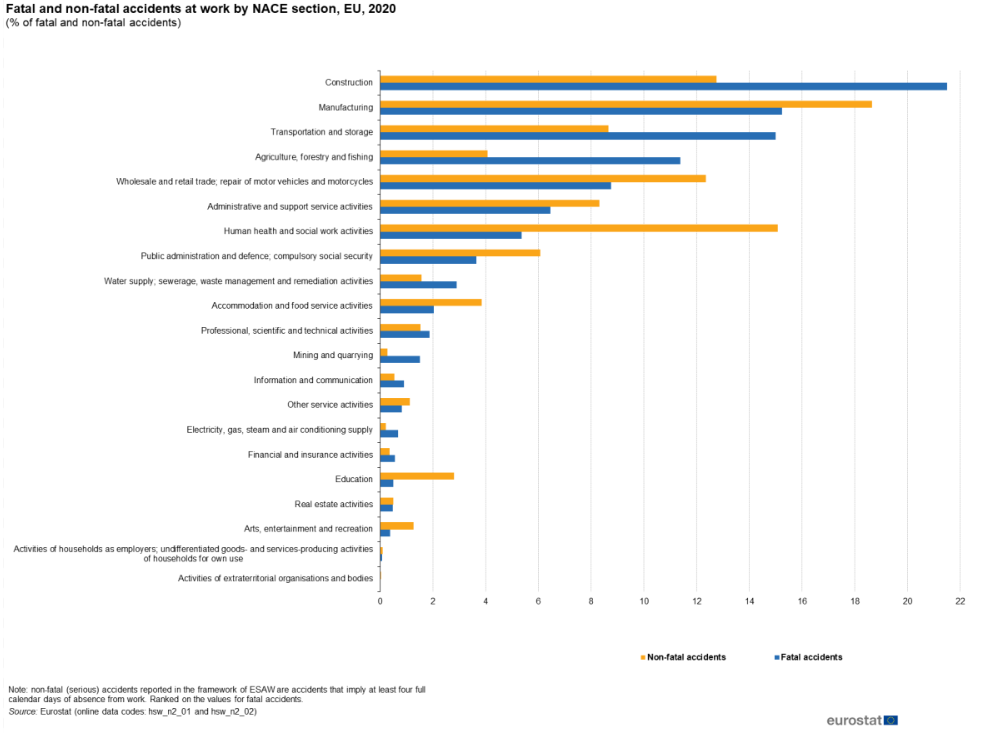 Fatal and non-fatal accidents at work by NACE section, EU, 2020
(% of fatal and non-fatal accidents)
Construction
Manufacturing
Transportation and storage
Agriculture, forestry and fishing
Wholesale and retail trade; repair of motor vehicles and motorcycles
Administrative and support service activities
Human health and social work activities
Public administration and defence; compulsory social security
Water supply; sewerage, waste management and remediation activities
Accommodation and food service activities
Professional, scientific and technical activities
Mining and quarrying
Information and communication
Other service activities
Electricity, gas, steam and air conditioning supply
Financial and insurance activities
Education
Real estate activities
Arts, entertainment and recreation
Activities of households as employers; undifferentiated goods- and services-producing activities
of households for own use
Activities of extraterritorial organisations and bodies
0 2 4 6 8 10 12 14 16 18 20 22
Non-fatal accidents Fatal accidents
Note: non-fatal (serious) accidents reported in the framework of ESAW are accidents that imply at least four full
calendar days of absence from work. Ranked on the values for fatal accidents.
Source: Eurostat (online data codes: hsw_n2_01 and hsw_n2_02)
eurostat